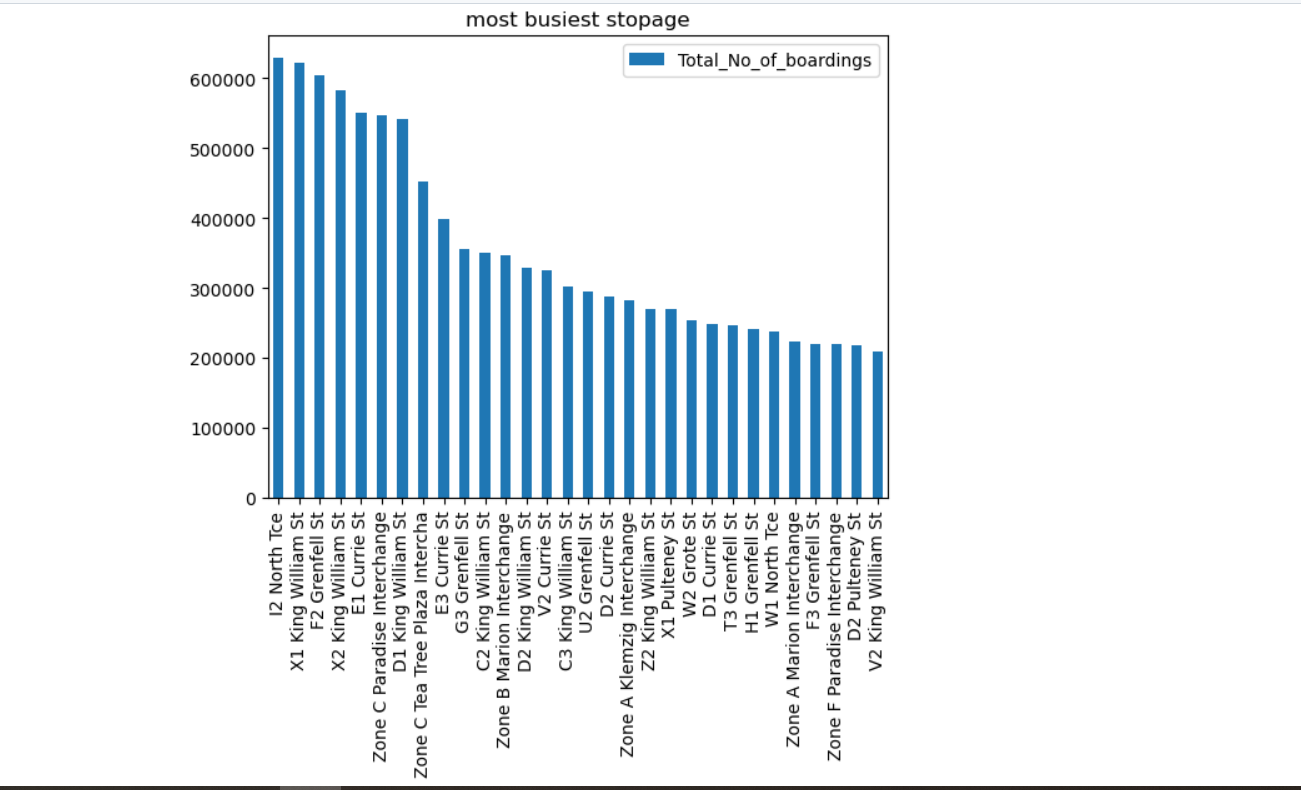 most busiest stopage
Total_No_of_boardings
600000
500000
400000
300000
200000
100000
0
I2 North Tce
X1 King William St
F2 Grenfell St
X2 King William St
E1 Currie St
Zone C Paradise Interchange
D1 King William St
Zone C Tea Tree Plaza Intercha
E3 Currie St
G3 Grenfell St
C2 King William St
Zone B Marion Interchange
D2 King William St
V2 Currie St
C3 King William St
U2 Grenfell St
D2 Currie St
Zone A Klemzig Interchange
Z2 King William St
X1 Pulteney St
W2 Grote St
D1 Currie St
T3 Grenfell St
H1 Grenfell St
W1 North Tce
Zone A Marion Interchange
F3 Grenfell St
Zone F Paradise Interchange
D2 Pulteney St
V2 King William St